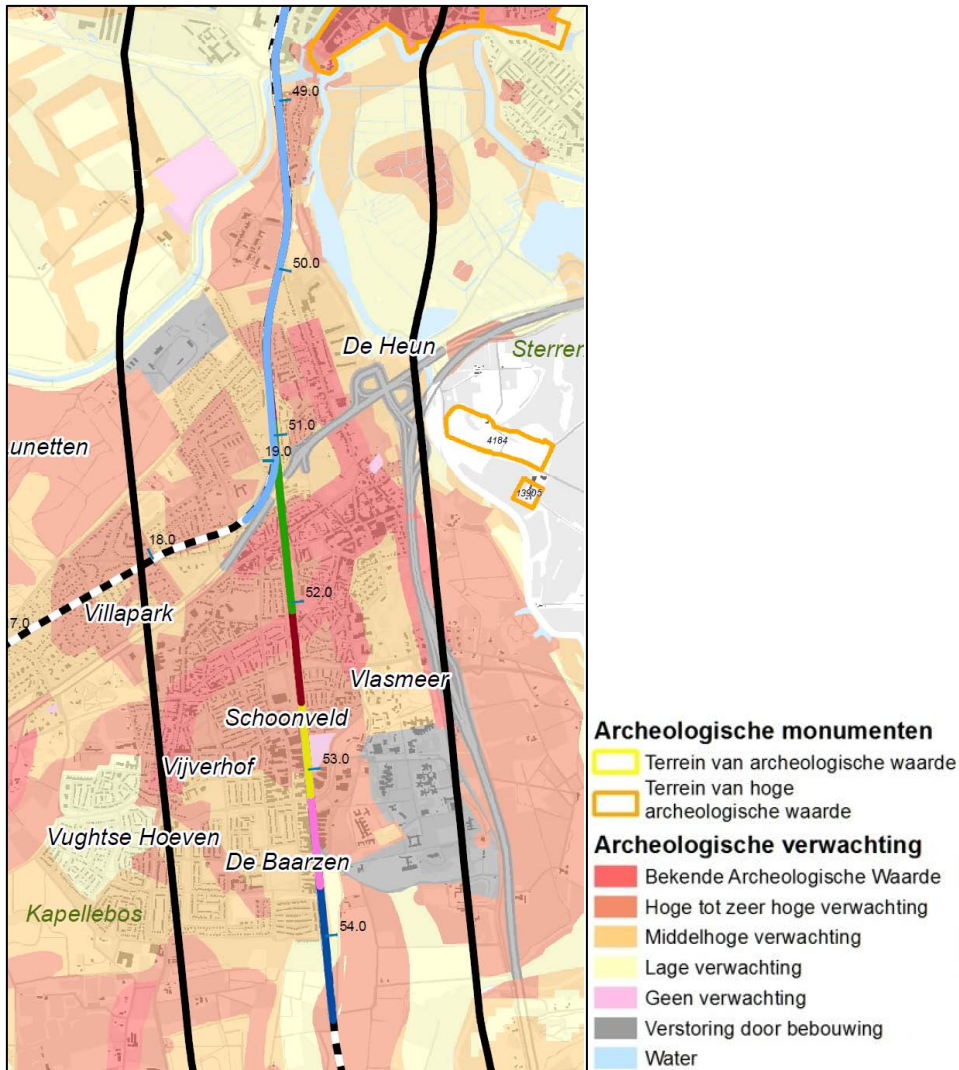 49.0
50.0
De Heun
Sterren
4184
13905
51.0
19.0
unetten
18.0
7.0
52.0
Villapark
Vlasmeer
Schoonveld
53.0
Vijverhof
Vughtse Hoeven
De Baarzen
Kapellebos
54.0
Archeologische monumenten
Terrein van archeologische waarde
Terrein van hoge
archeologische waarde
Archeologische verwachting
Bekende Archeologische Waarde
Hoge tot zeer hoge verwachting
Middelhoge verwachting
Lage verwachting
Geen verwachting
Verstoring door bebouwing
Water